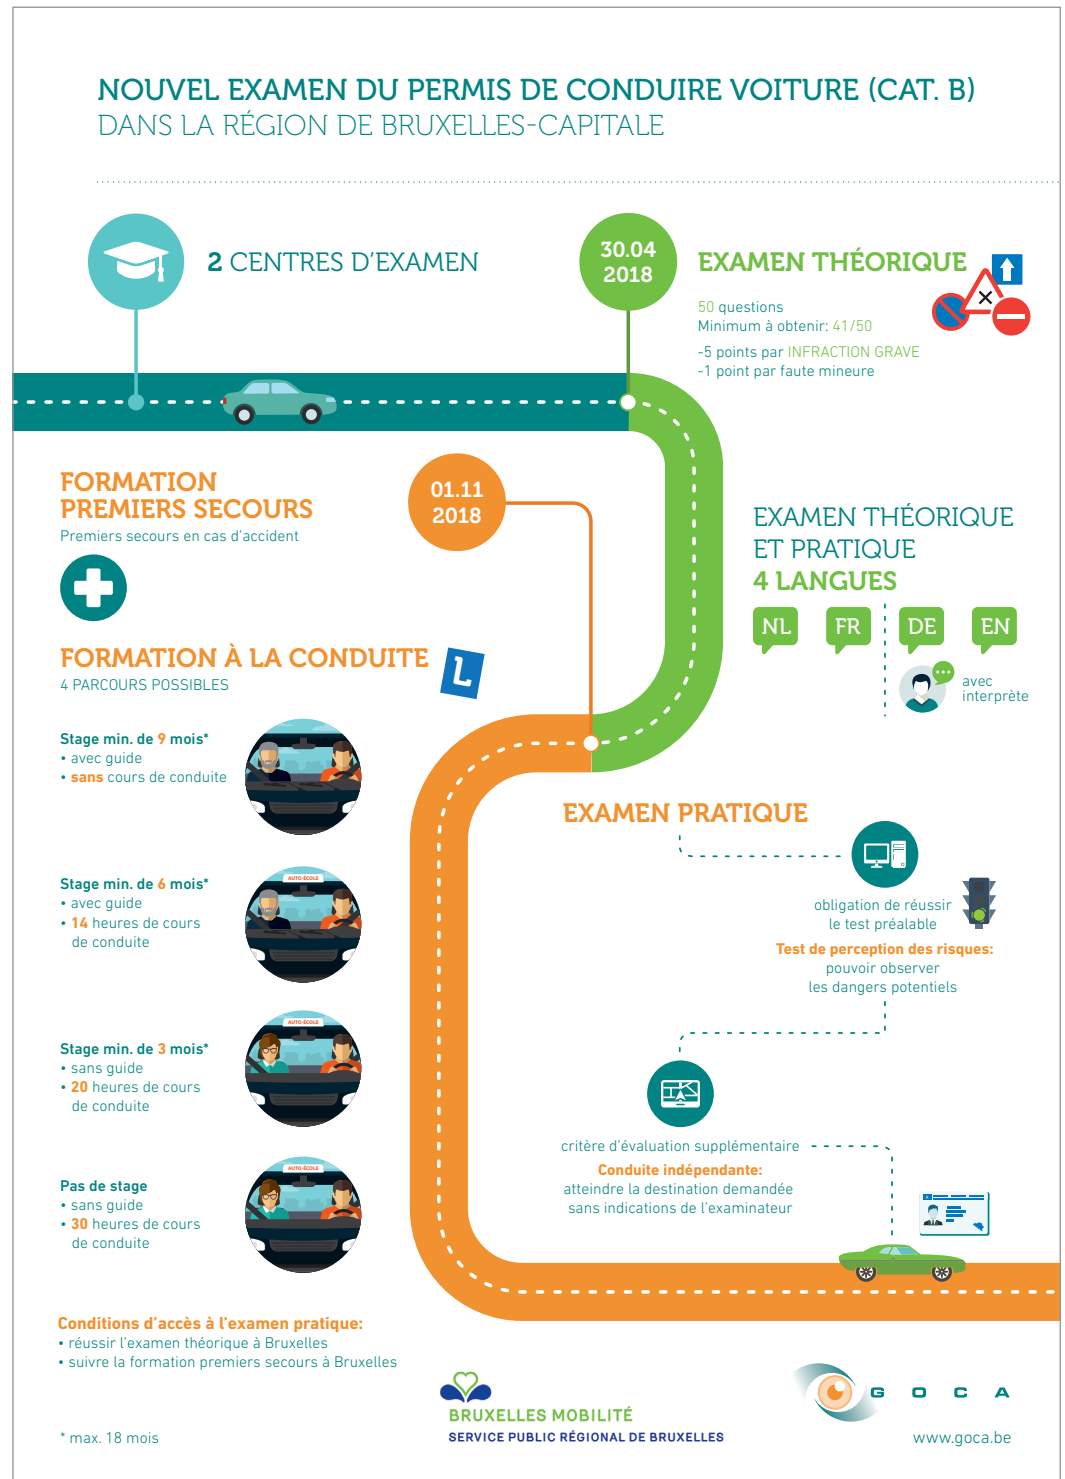 NOUVEL EXAMEN DU PERMIS DE CONDUIRE VOITURE (CAT. B)
DANS LA RÉGION DE BRUXELLES-CAPITALE
2 CENTRES D'EXAMEN
30.04
2018
EXAMEN THÉORIQUE
50 questions
Minimum à obtenir: 41/50
-5 points par INFRACTION GRAVE
-1 point par faute mineure
FORMATION
PREMIERS SECOURS
Premiers secours en cas d'accident
01.11
2018
EXAMEN THÉORIQUE
ET PRATIQUE
4 LANGUES
NL FR DE EN
avec
interprète
FORMATION À LA CONDUITE
L
4 PARCOURS POSSIBLES
Stage min. de 9 mois*
• avec guide
• sans cours de conduite
Stage min. de 6 mois*
• avec guide
• 14 heures de cours
de conduite
AUTO-ÉCOLE
Stage min. de 3 mois*
• sans guide
• 20 heures de cours
de conduite
AUTO-ÉCOLE
Pas de stage
• sans guide
• 30 heures de cours
de conduite
AUTO-ÉCOLE
EXAMEN PRATIQUE
obligation de réussir
le test préalable
Test de perception des risques:
pouvoir observer
les dangers potentiels
critère d'évaluation supplémentaire
Conduite indépendante:
atteindre la destination demandée
sans indications de l'examinateur
Conditions d'accès à l'examen pratique:
• réussir l'examen théorique à Bruxelles
• suivre la formation premiers secours à Bruxelles
* max. 18 mois
BRUXELLES MOBILITÉ
SERVICE PUBLIC RÉGIONAL DE BRUXELLES
GOCA
www.goca.be